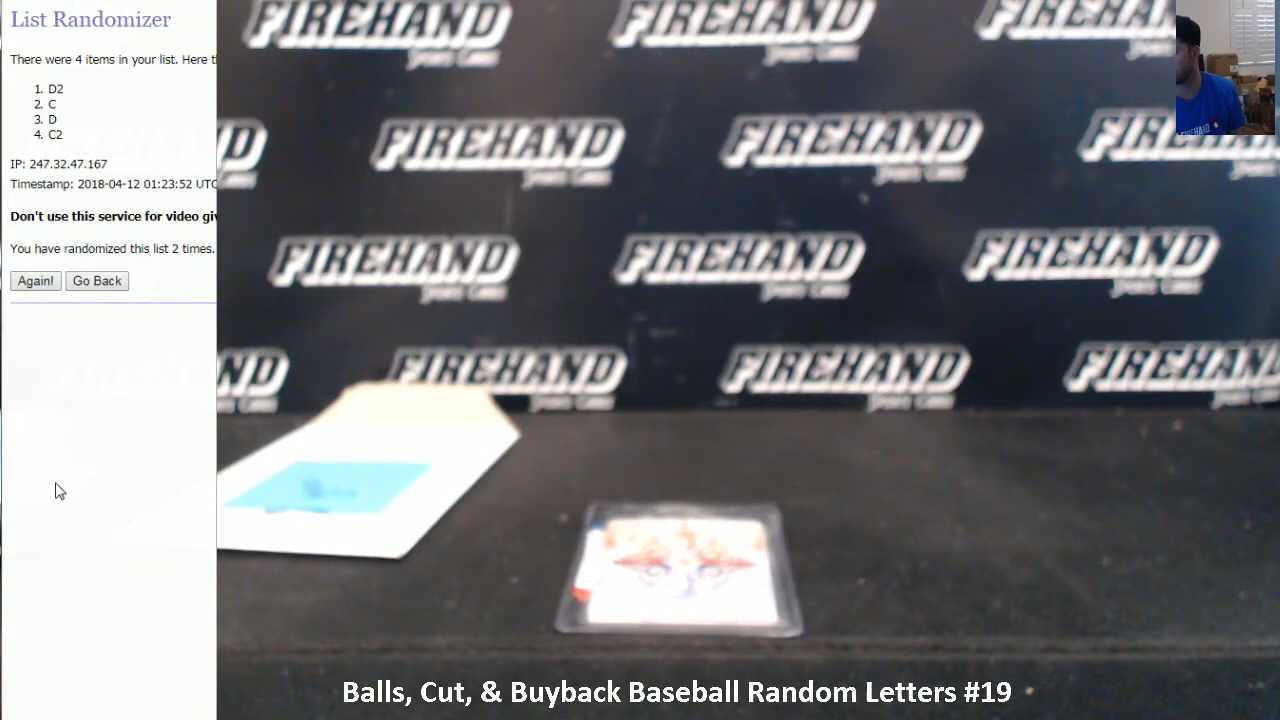 List Randomizer
There were 4 items in your list. Here t
1. D2
2. C
3. D
4. C2
IP: 247.32.47.167
Timestamp: 2018-04-12 01:23:52 UTC
Don't use this service for video giv
You have randomized this list 2 times.
Again! Go Back
FIREHAND FIREHAND FIREHAN
FIREHAND FIREHAND FIREHAND
FIREHAND FIREHAND FIREHAND
ND FIREHAND FIREHAND FIREHAND
FIREHAND
Balls, Cut, & Buyback Baseball Random Letters #19